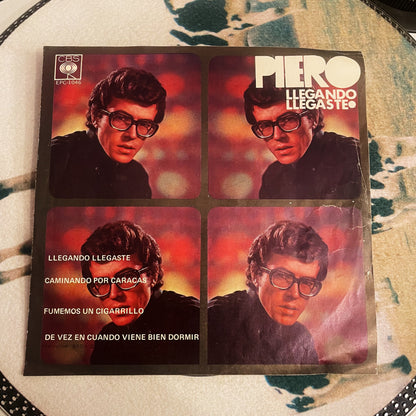 CBS
EPC-1046
PIERO
LLEGANDO
LLEGASTE
LLEGANDO LLEGASTE
CAMINANDO POR CARACAS
FUMEMOS UN CIGARRILLO
DE VEZ EN CUANDO VIENE BIEN DORMIR